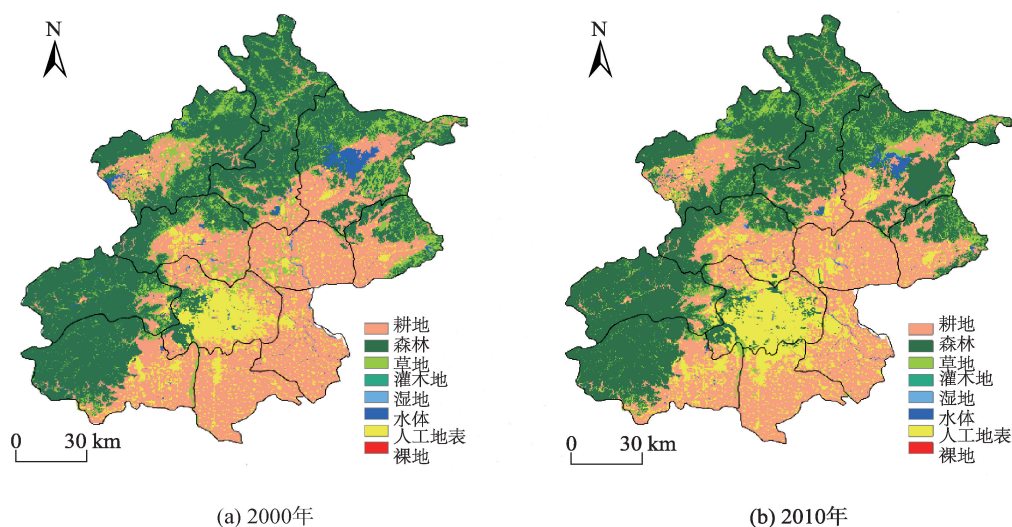 N
耕地
森林
草地
灌木地
湿地
水体
人工地表
裸地
0 30 km
(a) 2000年
N
耕地
森林
草地
灌木地
湿地
水体
人工地表
裸地
0 30 km
(b) 2010年